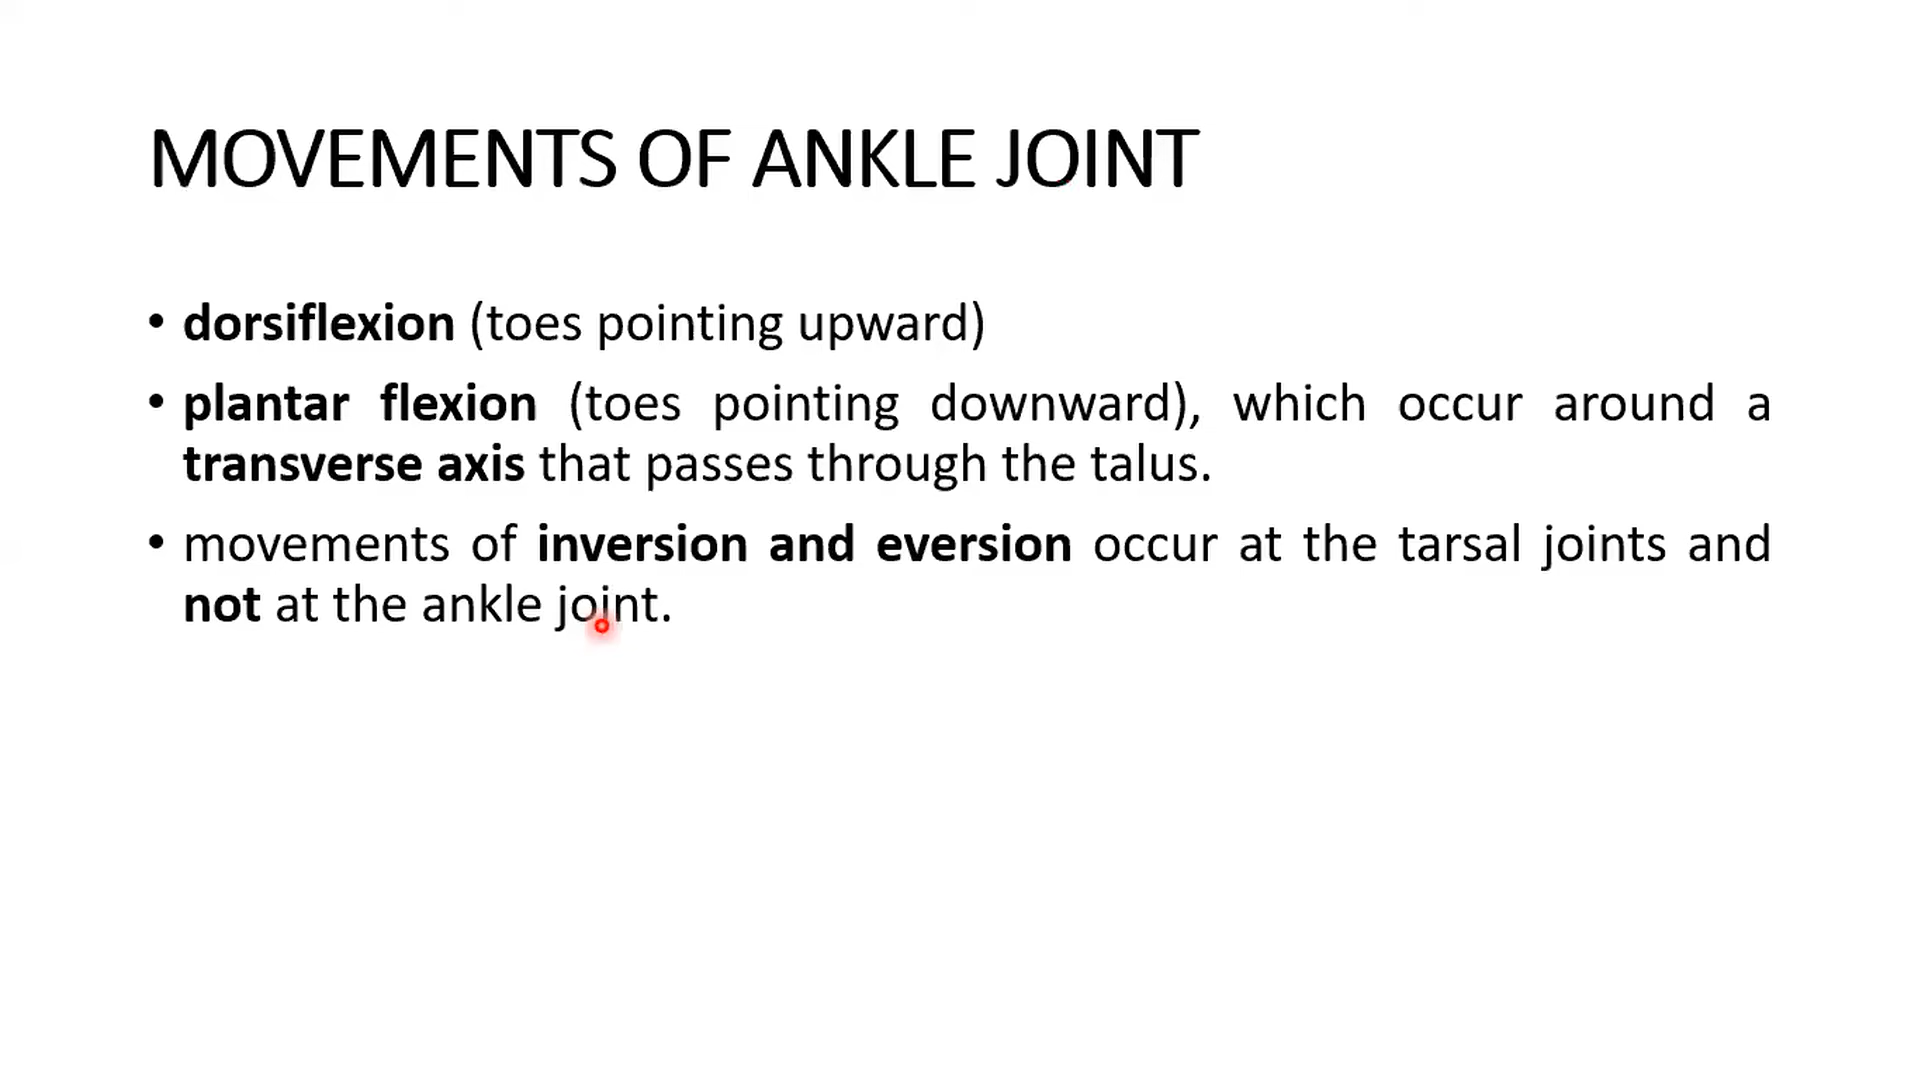 MOVEMENTS OF ANKLE JOINT
• dorsiflexion (toes pointing upward)
• plantar flexion (toes pointing downward), which occur around a
transverse axis that passes through the talus.
• movements of inversion and eversion occur at the tarsal joints and
not at the ankle joint.